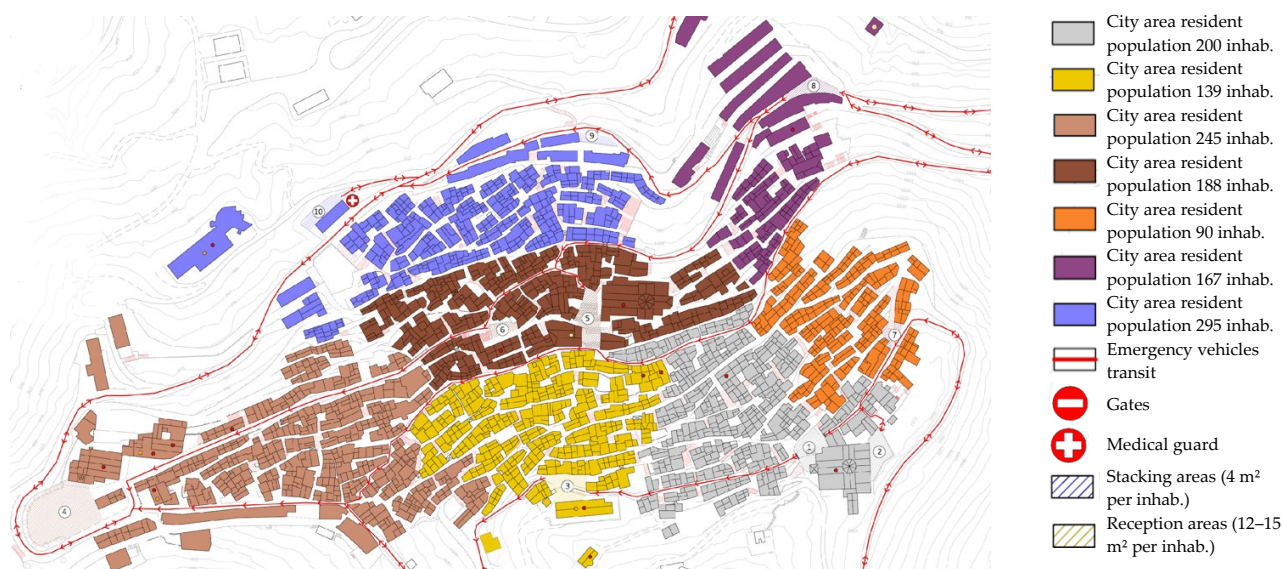 8
9
10
5
6
7
1
2
3
4
City area resident
population 200 inhab.
City area resident
population 139 inhab.
City area resident
population 245 inhab.
City area resident
population 188 inhab.
City area resident
population 90 inhab.
City area resident
population 167 inhab.
City area resident
population 295 inhab.
Emergency vehicles
transit
Gates
Medical guard
Stacking areas (4 m²
per inhab.)
Reception areas (12–15
m² per inhab.)